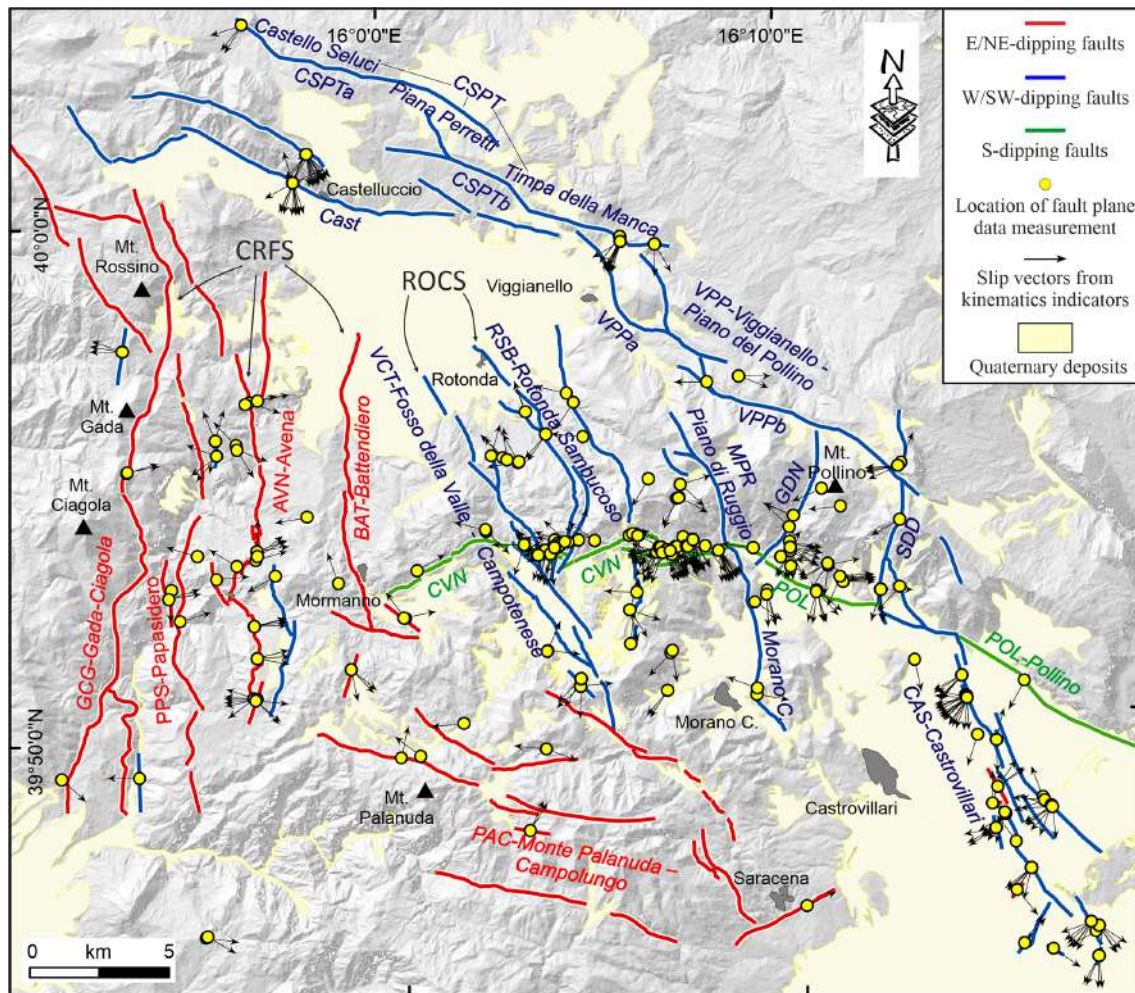 16°0'0"E
16°10'0"E
40°0'0"N
39°50'0"N
N
E/NE-dipping faults
W/SW-dipping faults
S-dipping faults
Location of fault plane
data measurement
Slip vectors from
kinematics indicators
Quaternary deposits
Castello Seluci
CSPT
CSPTa
Piana Perretti
Timpa della Manca
CSPTb
Castelluccio
Cast
Mt.
Rossino
CRFS
ROCS
Viggianello
VPP-Viggianello -
Piano del Pollino
VPPa
VPPb
Rotonda
RSB-Rotonda Sambucoso
VCT-Fosso della Valle
Campotenese
Mt.
Gada
Mt.
Ciagola
AVN-Avena
BAT-Battendiero
MPR
Piano di Ruggio
GDN
Mt.
Pollino
GDS
GCG-Gada-Ciagola
PPS-Papasidero
Mormanno
CVN
CVN
POL
POL-Pollino
Morano C.
Morano C.
CAS-Castrovillari
Castrovillari
Mt.
Palanuda
PAC-Monte Palanuda –
Campolungo
Saracena
0 km 5